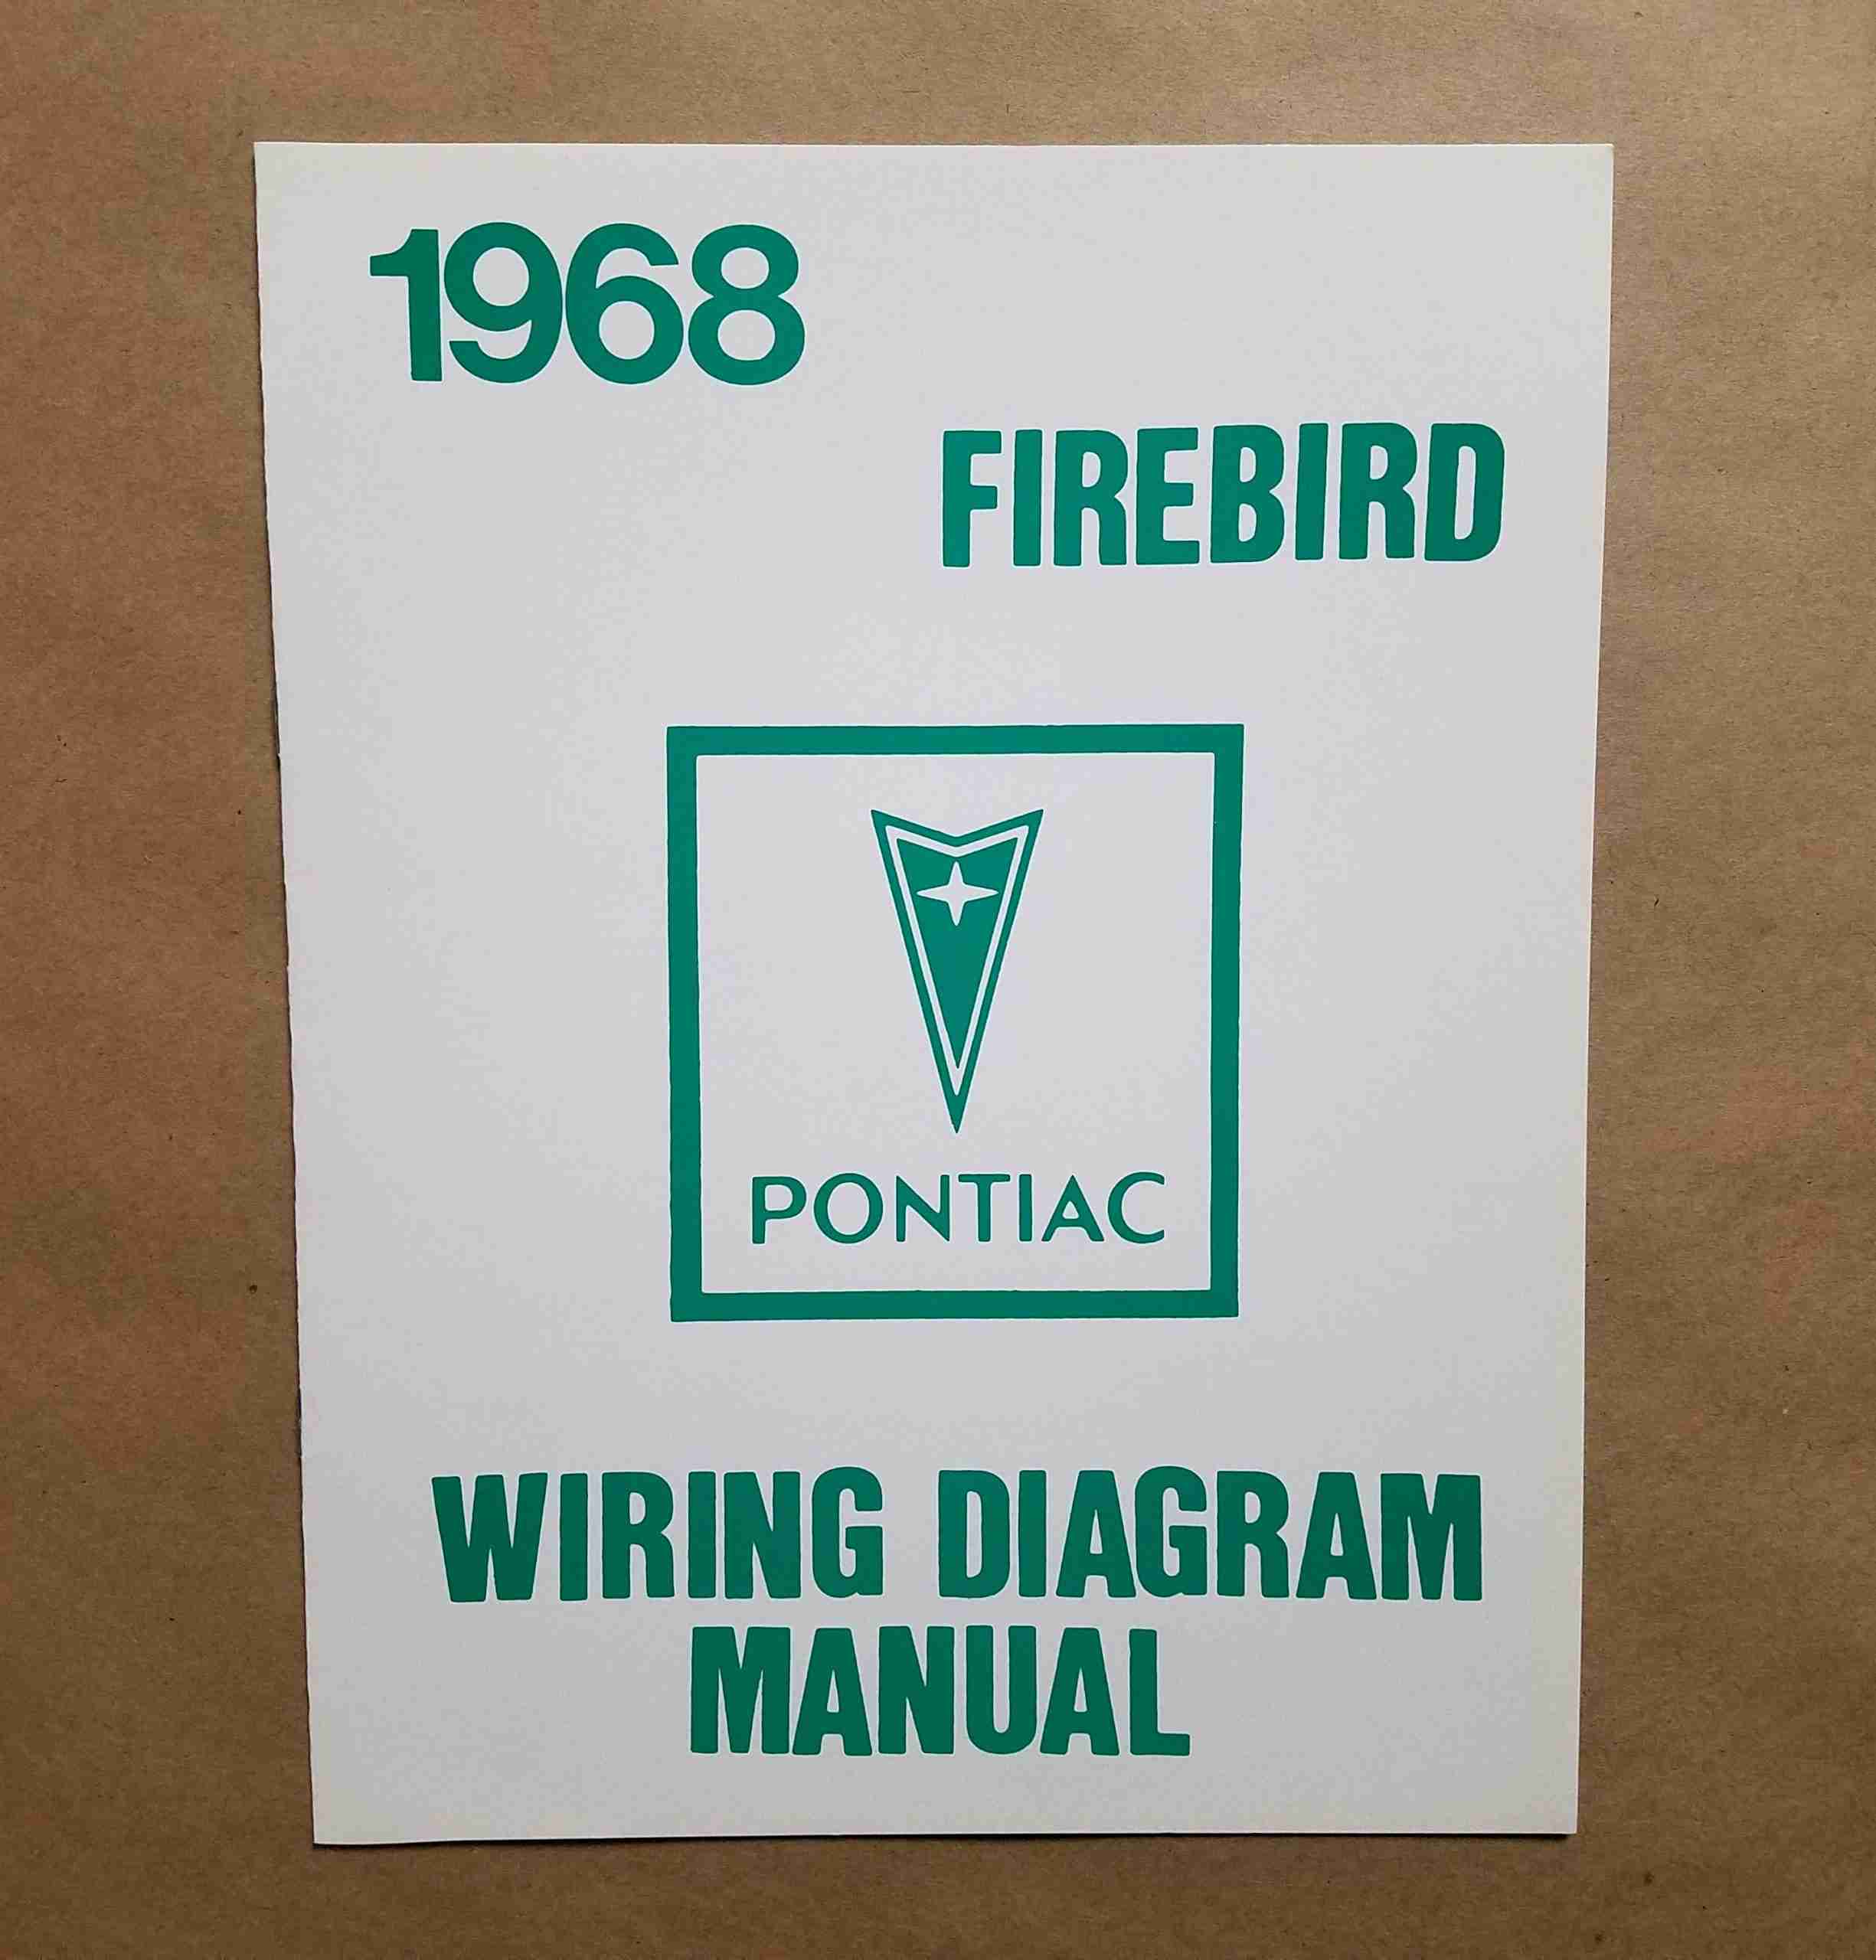 1968
FIREBIRD
PONTIAC
WIRING DIAGRAM
MANUAL